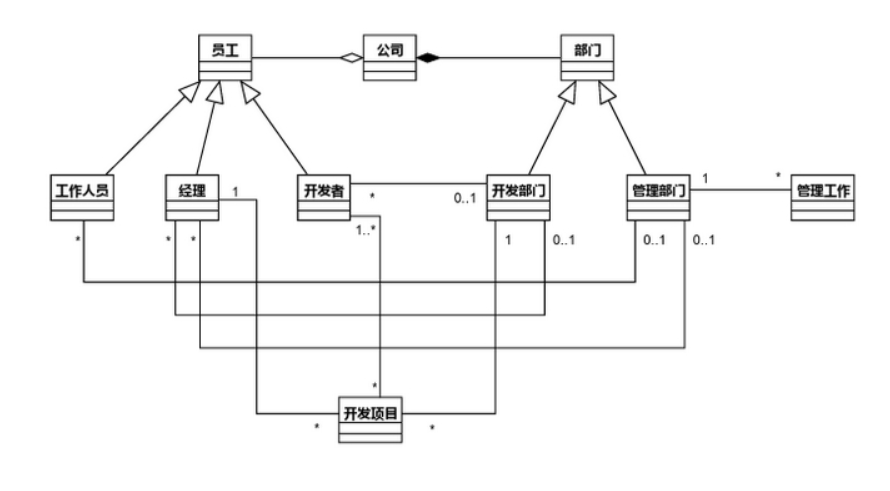 员工
公司
部门
工作人员
经理
1
开发者
*
0..1
开发部门
管理部门
1
*
管理工作
*
*
*
1..*
1
0..1
0..1
0..1
*
开发项目
*
*